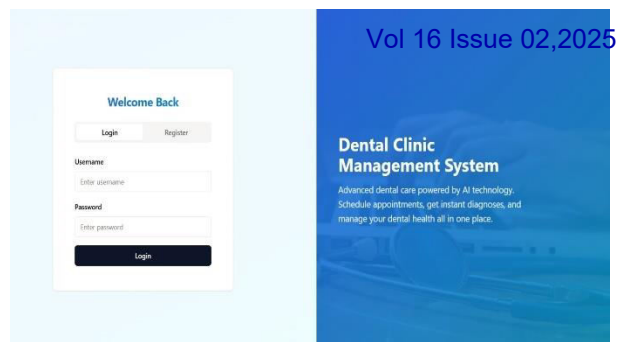 Vol 16 Issue 02,2025
Welcome Back
Login
Register
Username
Enter username
Password
Enter password
Login
Dental Clinic
Management System
Advanced dental care powered by AI technology.
Schedule appointments, get instant diagnoses, and
manage your dental health all in one place.